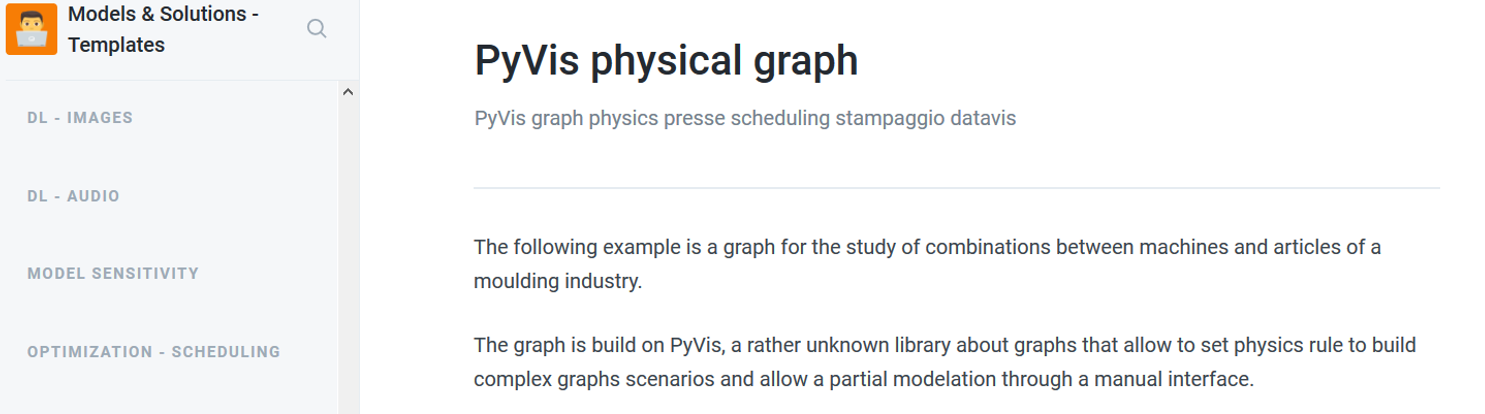 Models & Solutions -
Templates
DL - IMAGES
DL - AUDIO
MODEL SENSITIVITY
OPTIMIZATION - SCHEDULING
PyVis physical graph
PyVis graph physics presse scheduling stampaggio datavis
The following example is a graph for the study of combinations between machines and articles of a
moulding industry.
The graph is build on PyVis, a rather unknown library about graphs that allow to set physics rule to build
complex graphs scenarios and allow a partial modelation through a manual interface.